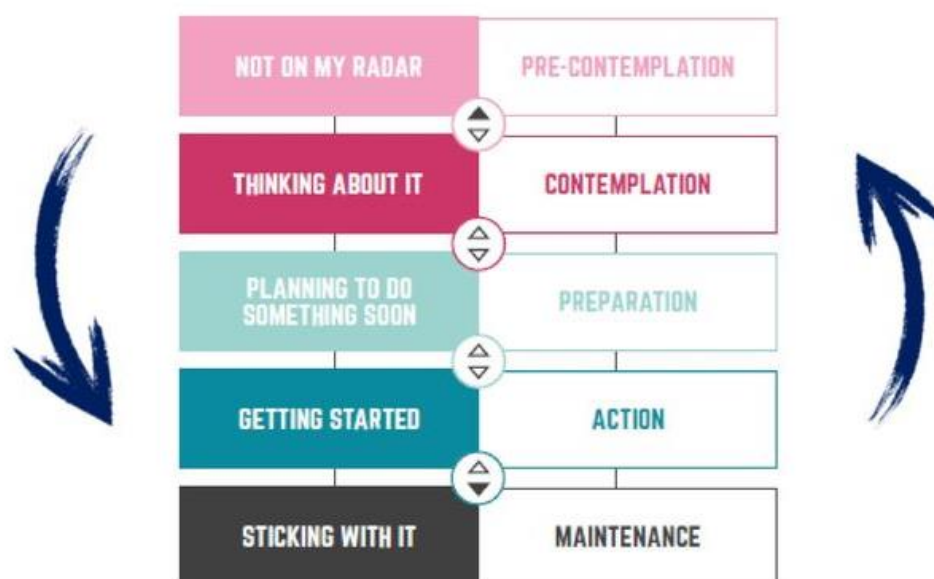 NOT ON MY RADAR
PRE-CONTEMPLATION
THINKING ABOUT IT
CONTEMPLATION
PLANNING TO DO
SOMETHING SOON
PREPARATION
GETTING STARTED
ACTION
STICKING WITH IT
MAINTENANCE